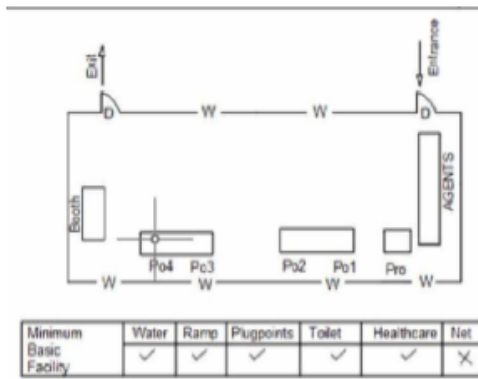 Exit
Entrance
D W W D
Booth
AGENTS
Po4 Po3 Po2 Po1 Pro
W W W W
Minimum Basic Facility Water Ramp Plugpoints Toilet Healthcare Net
✓ ✓ ✓ ✓ ✓ X